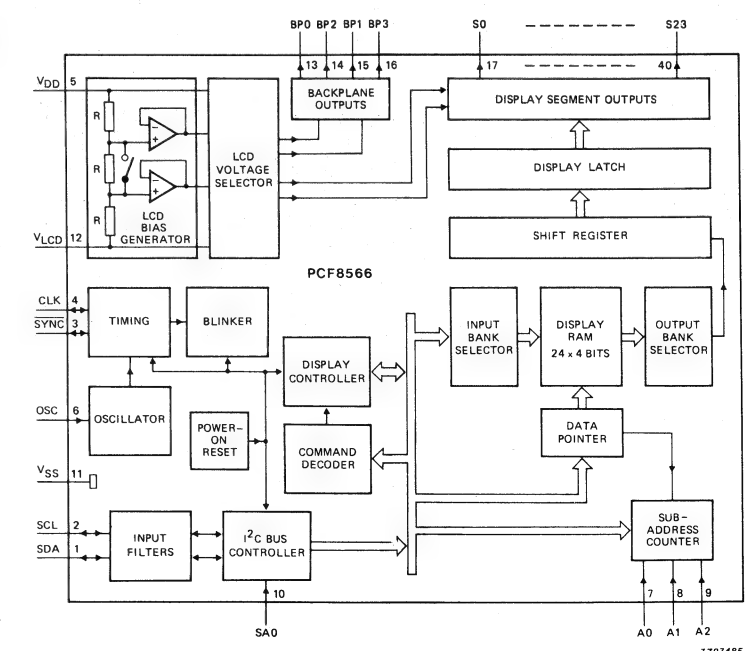 BP0 BP2 BP1 BP3 S0 S23
13 14 15 16 17 40
VDD 5
BACKPLANE
OUTPUTS
DISPLAY SEGMENT OUTPUTS
R
R
R
- +
- +
LCD
VOLTAGE
SELECTOR
LCD
BIAS
GENERATOR
VLCD 12
DISPLAY LATCH
SHIFT REGISTER
PCF8566
CLK 4
SYNC 3
TIMING
BLINKER
DISPLAY
CONTROLLER
INPUT
BANK
SELECTOR
DISPLAY
RAM
24 x 4 BITS
OUTPUT
BANK
SELECTOR
OSC 6
OSCILLATOR
POWER-
ON
RESET
COMMAND
DECODER
DATA
POINTER
VSS 11
SCL 2
SDA 1
INPUT
FILTERS
I²C BUS
CONTROLLER
SUB-
ADDRESS
COUNTER
10
7 8 9
SA0
A0 A1 A2